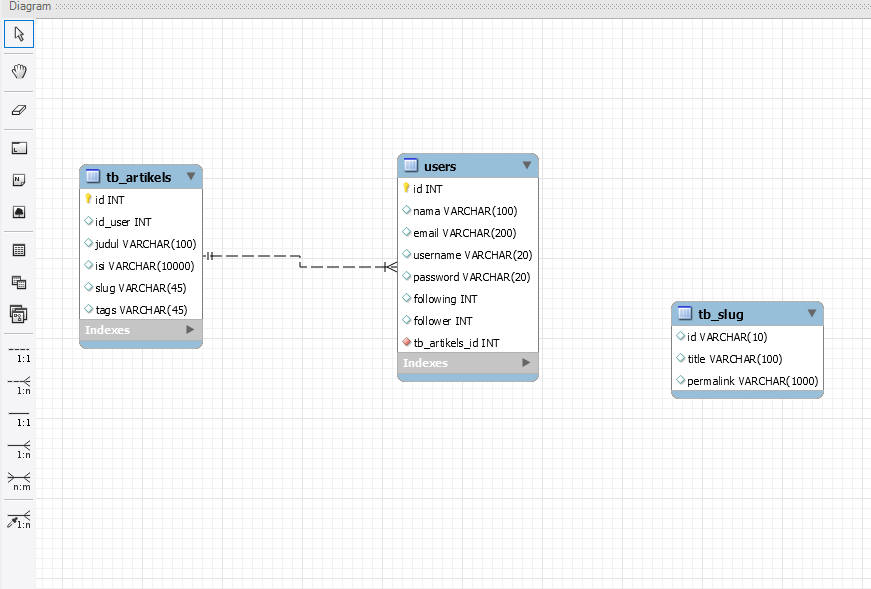 Diagram
1:1
1:n
1:1
1:n
n:m
1:n
tb_artikels
id INT
id_user INT
judul VARCHAR(100)
isi VARCHAR(10000)
slug VARCHAR(45)
tags VARCHAR(45)
Indexes
users
id INT
nama VARCHAR(100)
email VARCHAR(200)
username VARCHAR(20)
password VARCHAR(20)
following INT
follower INT
tb_artikels_id INT
Indexes
tb_slug
id VARCHAR(10)
title VARCHAR(100)
permalink VARCHAR(1000)